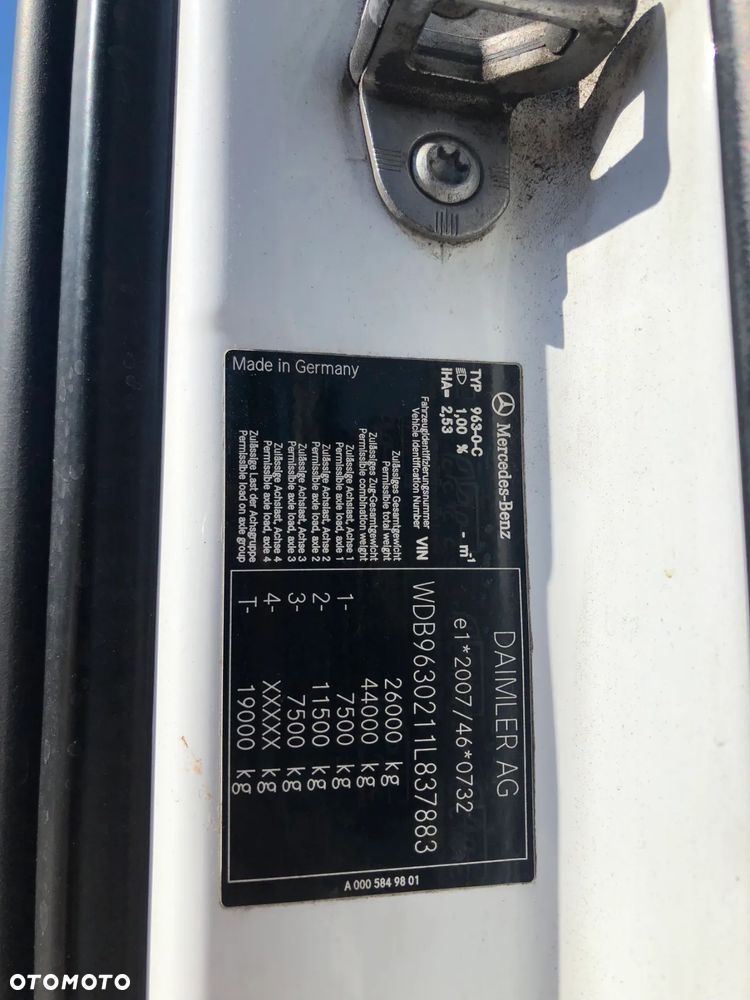 Mercedes-Benz
DAIMLER AG
TYP 963-0-C
e1*2007/46*0732
1,00 % - m-1
IHA= 2,53
Fahrzeugidentifizierungsnummer
Vehicle Identification Number VIN WDB9630211L837883
Zulässiges Gesamtgewicht
Permissible total weight 26000 kg
Zulässiges Zug-Gesamtgewicht
Permissible combination weight 44000 kg
Zulässige Achslast, Achse 1
Permissible axle load, axle 1 1- 7500 kg
Zulässige Achslast, Achse 2
Permissible axle load, axle 2 2- 11500 kg
Zulässige Achslast, Achse 3
Permissible axle load, axle 3 3- 7500 kg
Zulässige Achslast, Achse 4
Permissible axle load, axle 4 4- XXXXX kg
Zulässige Last der Achsgruppe
Permissible load on axle group T- 19000 kg
Made in Germany
A 000 584 98 01
OTOMOTO